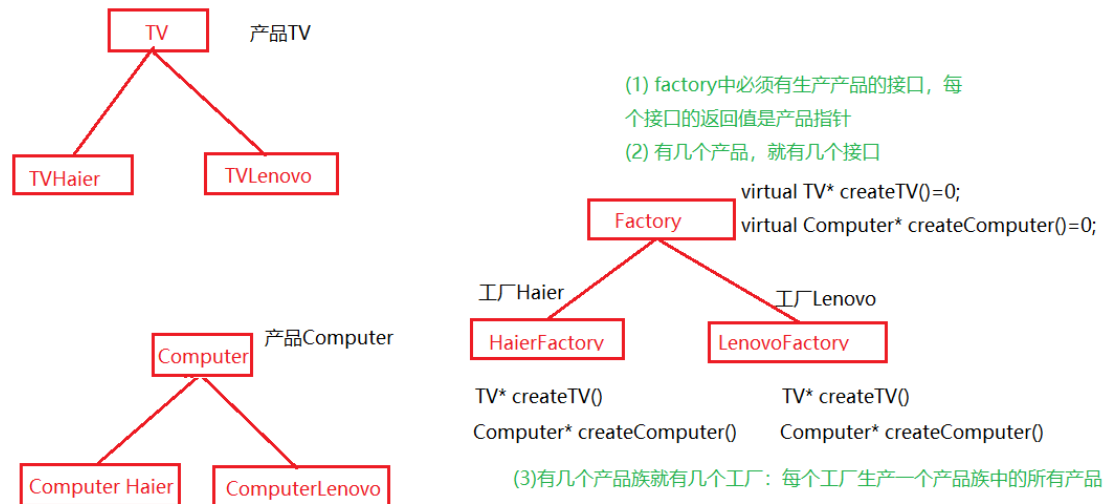 TV
产品TV
TVHaier
TVLenovo
产品Computer
Computer
Computer Haier
ComputerLenovo
(1) factory中必须有生产产品的接口，每
个接口的返回值是产品指针
(2) 有几个产品，就有几个接口
virtual TV* createTV()=0;
Factory
virtual Computer* createComputer()=0;
工厂Haier
工厂Lenovo
HaierFactory
LenovoFactory
TV* createTV()
Computer* createComputer()
TV* createTV()
Computer* createComputer()
(3)有几个产品族就有几个工厂：每个工厂生产一个产品族中的所有产品